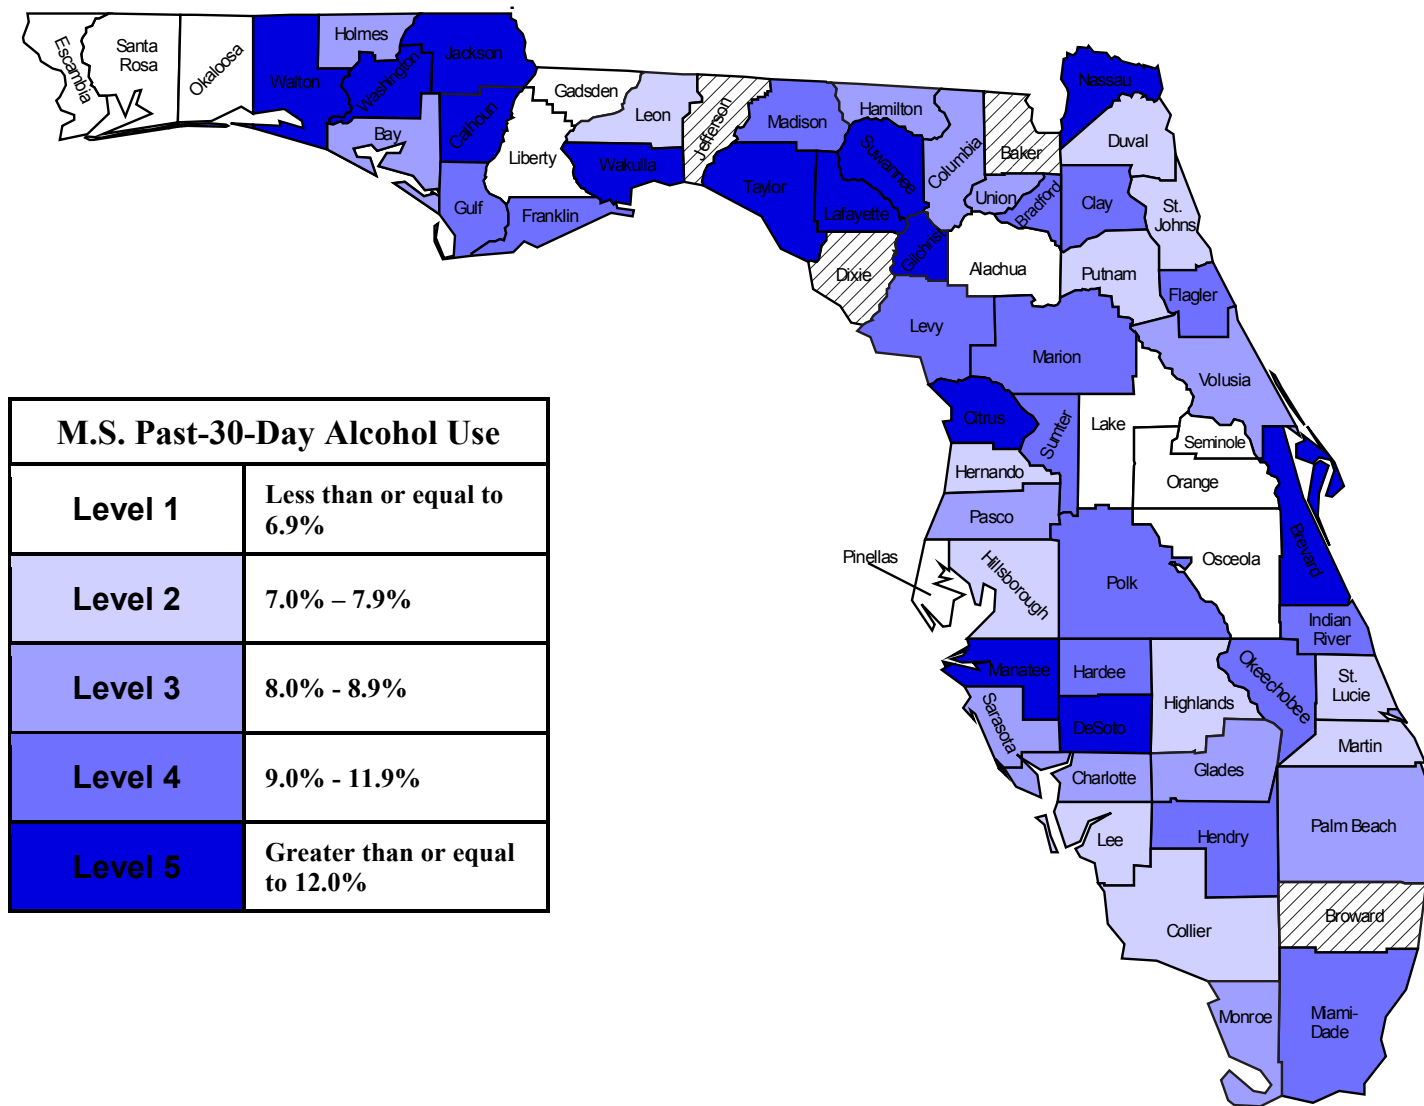 Escambia
Santa
Rosa
Okaloosa
Walton
Holmes
Washington
Jackson
Bay
Calhoun
Gulf
Liberty
Gadsden
Franklin
Leon
Wakulla
Jefferson
Madison
Taylor
Hamilton
Suwannee
Lafayette
Columbia
Dixie
Gilchrist
Baker
Union
Bradford
Nassau
Duval
Clay
St.
Johns
Alachua
Putnam
Flagler
Levy
Marion
Volusia
Citrus
Sumter
Lake
Seminole
Orange
Hernando
Pasco
Pinellas
Hillsborough
Polk
Osceola
Brevard
Indian
River
Manatee
Hardee
Highlands
Okeechobee
St.
Lucie
Sarasota
DeSoto
Martin
Charlotte
Glades
Lee
Hendry
Palm Beach
Collier
Broward
Monroe
Miami-
Dade
M.S. Past-30-Day Alcohol Use
Level 1
Less than or equal to
6.9%
Level 2
7.0% – 7.9%
Level 3
8.0% - 8.9%
Level 4
9.0% - 11.9%
Level 5
Greater than or equal
to 12.0%